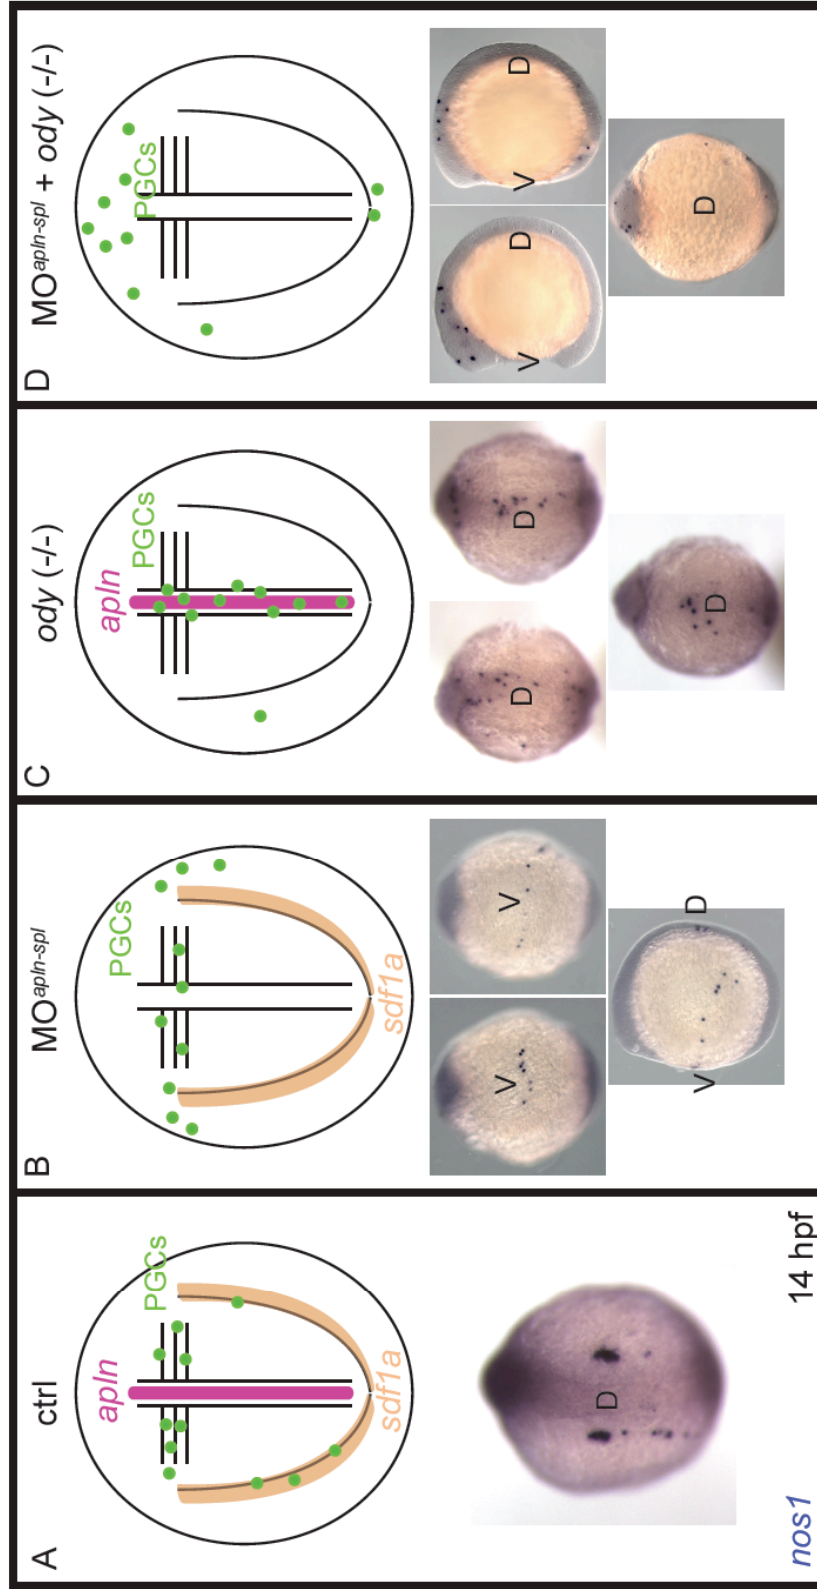 A
ctrl
apln
PGCs
sdf1a
D
nos1
14 hpf
B
MOapln-spl
PGCs
sdf1a
V
V
V
D
C
ody (-/-)
apln
PGCs
D
D
D
D
MOapln-spl + ody (-/-)
PGCs
V
D
V
D
D